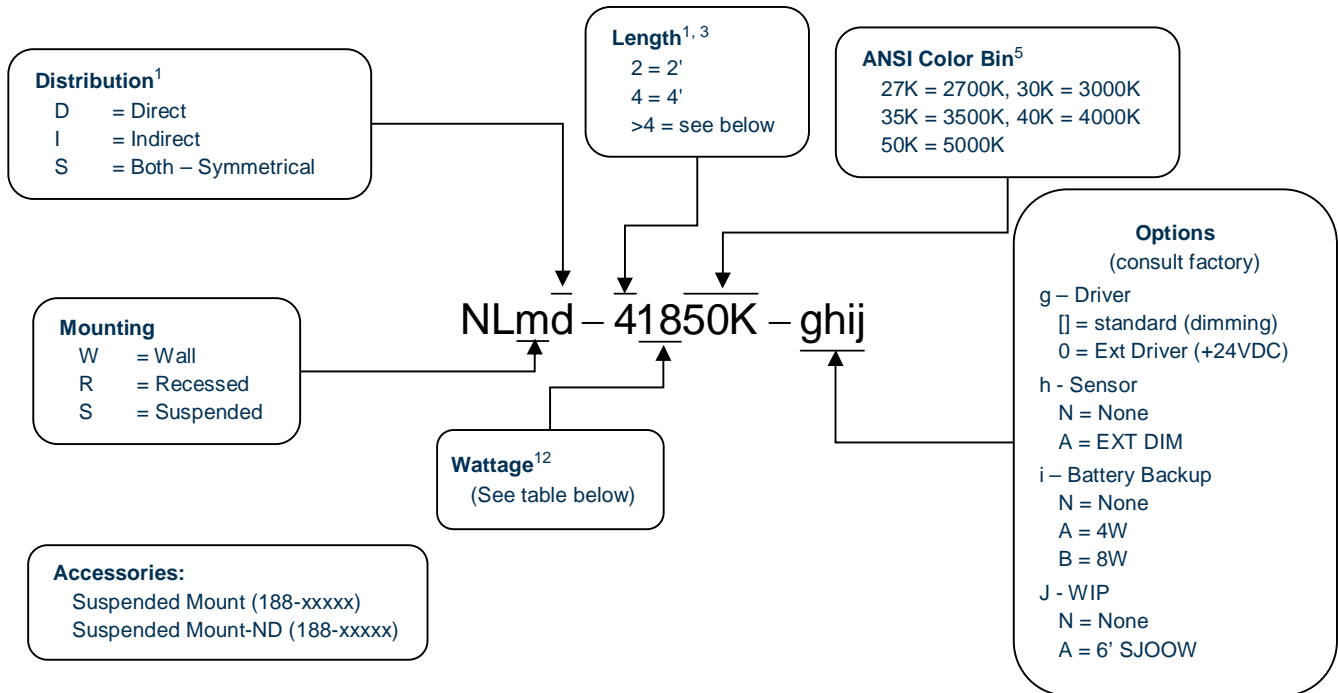 Distribution1
D = Direct
I = Indirect
S = Both – Symmetrical
Length1, 3
2 = 2'
4 = 4'
>4 = see below
ANSI Color Bin5
27K = 2700K, 30K = 3000K
35K = 3500K, 40K = 4000K
50K = 5000K
NLmd – 41850K – ghij
Mounting
W = Wall
R = Recessed
S = Suspended
Wattage12
(See table below)
Options
(consult factory)
g – Driver
[] = standard (dimming)
0 = Ext Driver (+24VDC)
h - Sensor
N = None
A = EXT DIM
i – Battery Backup
N = None
A = 4W
B = 8W
J - WIP
N = None
A = 6’ SJOOW
Accessories:
Suspended Mount (188-xxxxx)
Suspended Mount-ND (188-xxxxx)